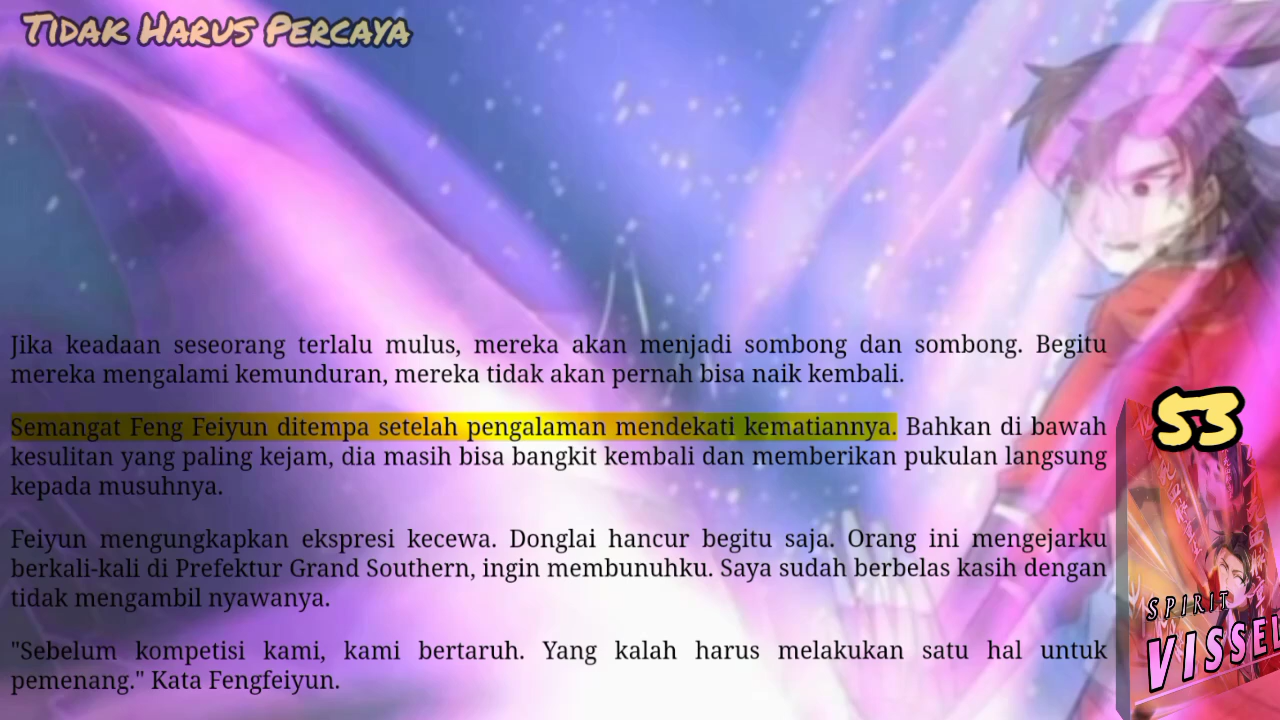 Tidak Harus Percaya
Jika keadaan seseorang terlalu mulus, mereka akan menjadi sombong dan sombong. Begitu
mereka mengalami kemunduran, mereka tidak akan pernah bisa naik kembali.
Semangat Feng Feiyun ditempa setelah pengalaman mendekati kematiannya. Bahkan di bawah
kesulitan yang paling kejam, dia masih bisa bangkit kembali dan memberikan pukulan langsung
kepada musuhnya.
Feiyun mengungkapkan ekspresi kecewa. Donglai hancur begitu saja. Orang ini mengejarku
berkali-kali di Prefektur Grand Southern, ingin membunuhku. Saya sudah berbelas kasih dengan
tidak mengambil nyawanya.
"Sebelum kompetisi kami, kami bertaruh. Yang kalah harus melakukan satu hal untuk
pemenang." Kata Fengfeiyun.
53
SPIRIT
VISSEL